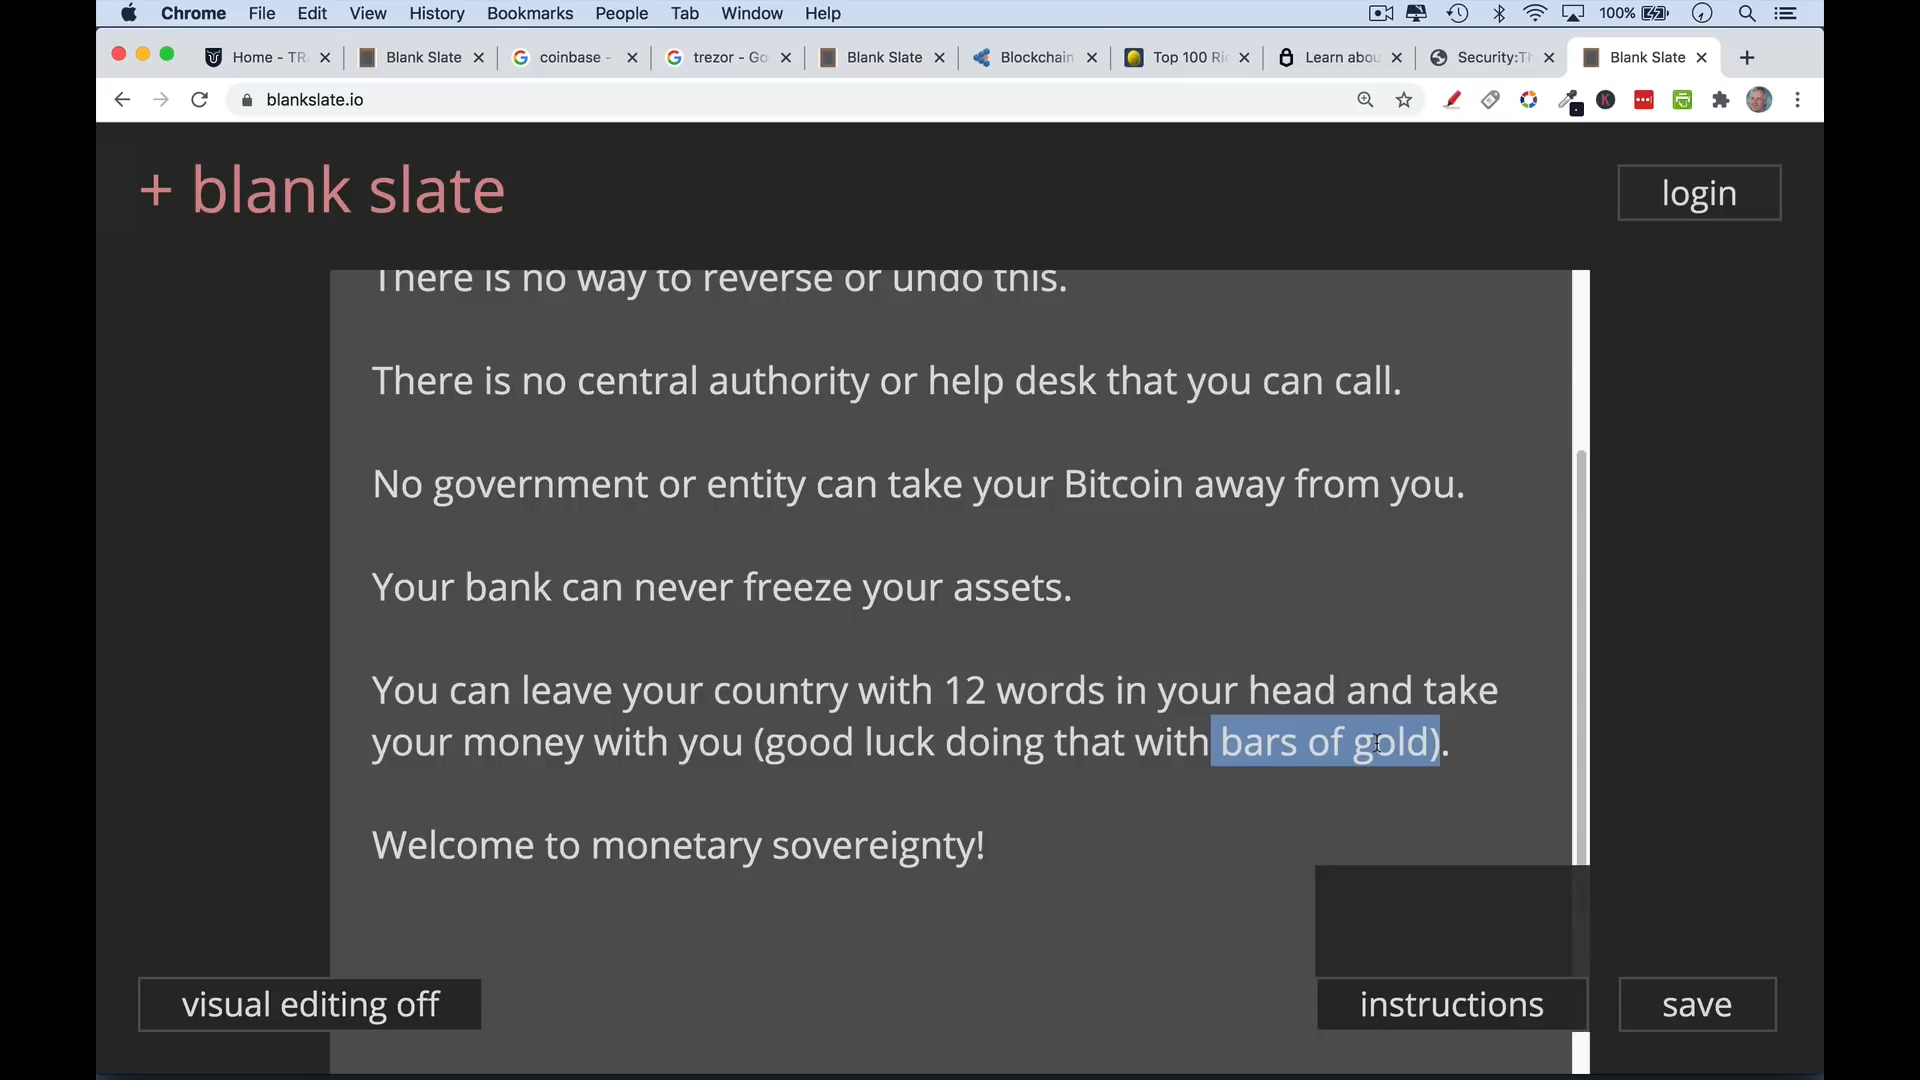 Chrome File Edit View History Bookmarks People Tab Window Help 100%
Home - TR Blank Slate coinbase - trezor - Go Blank Slate Blockchain Top 100 Ri Learn abou Security:Th Blank Slate
blankslate.io
+ blank slate
login
There is no way to reverse or undo this.
There is no central authority or help desk that you can call.
No government or entity can take your Bitcoin away from you.
Your bank can never freeze your assets.
You can leave your country with 12 words in your head and take
your money with you (good luck doing that with bars of gold).
Welcome to monetary sovereignty!
visual editing off
instructions
save